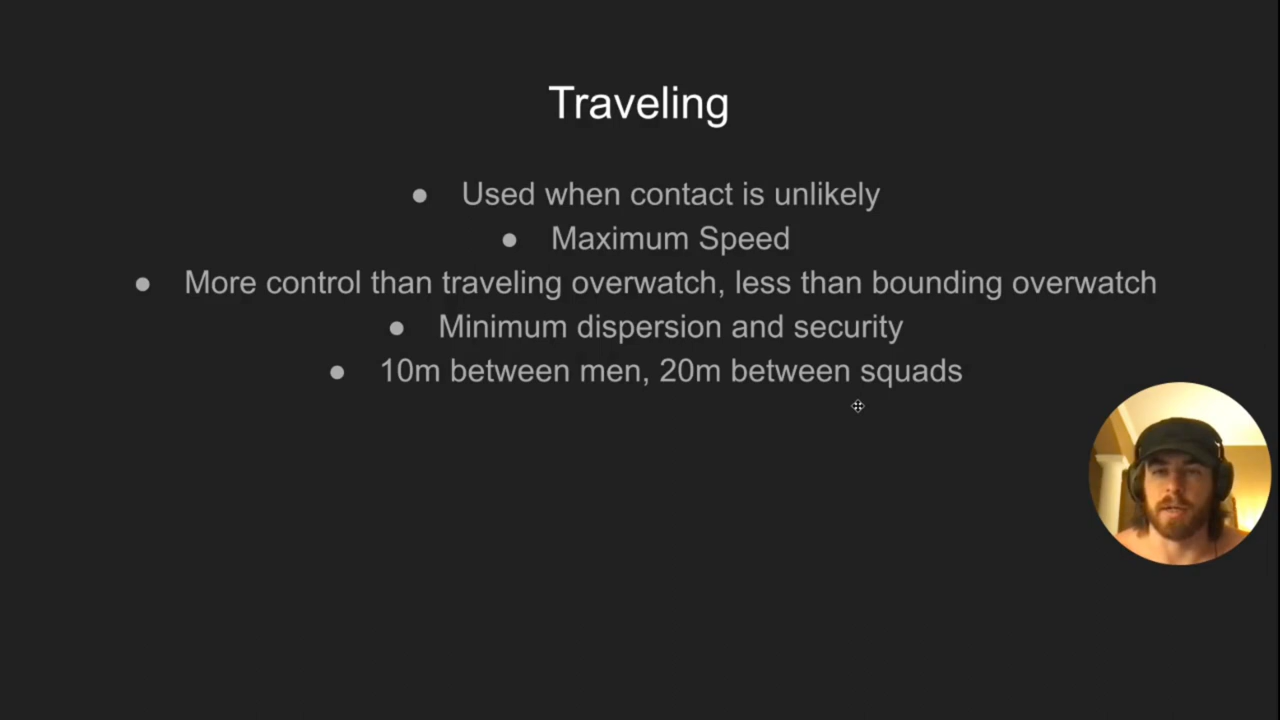 Traveling
● Used when contact is unlikely
● Maximum Speed
● More control than traveling overwatch, less than bounding overwatch
● Minimum dispersion and security
● 10m between men, 20m between squads